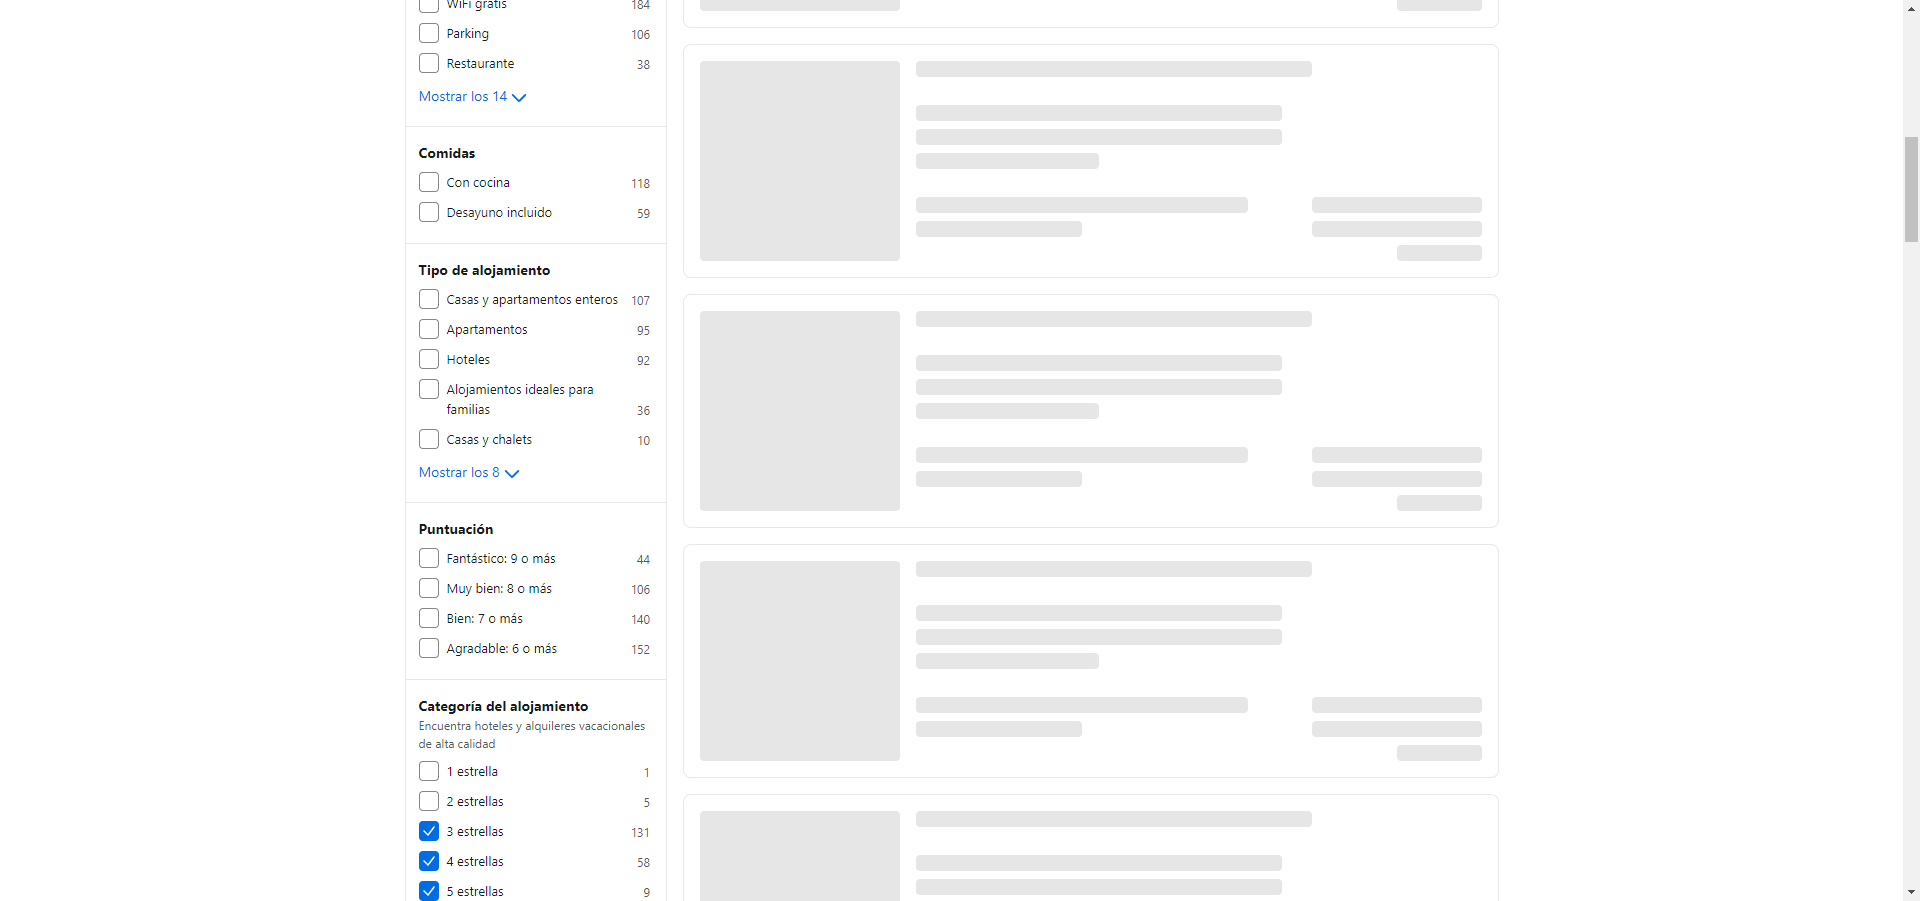 WiFi gratis 184
Parking 106
Restaurante 38
Mostrar los 14
Comidas
Con cocina 118
Desayuno incluido 59
Tipo de alojamiento
Casas y apartamentos enteros 107
Apartamentos 95
Hoteles 92
Alojamientos ideales para
familias 36
Casas y chalets 10
Mostrar los 8
Puntuación
Fantástico: 9 o más 44
Muy bien: 8 o más 106
Bien: 7 o más 140
Agradable: 6 o más 152
Categoría del alojamiento
Encuentra hoteles y alquileres vacacionales
de alta calidad
1 estrella 1
2 estrellas 5
3 estrellas 131
4 estrellas 58
5 estrellas 9